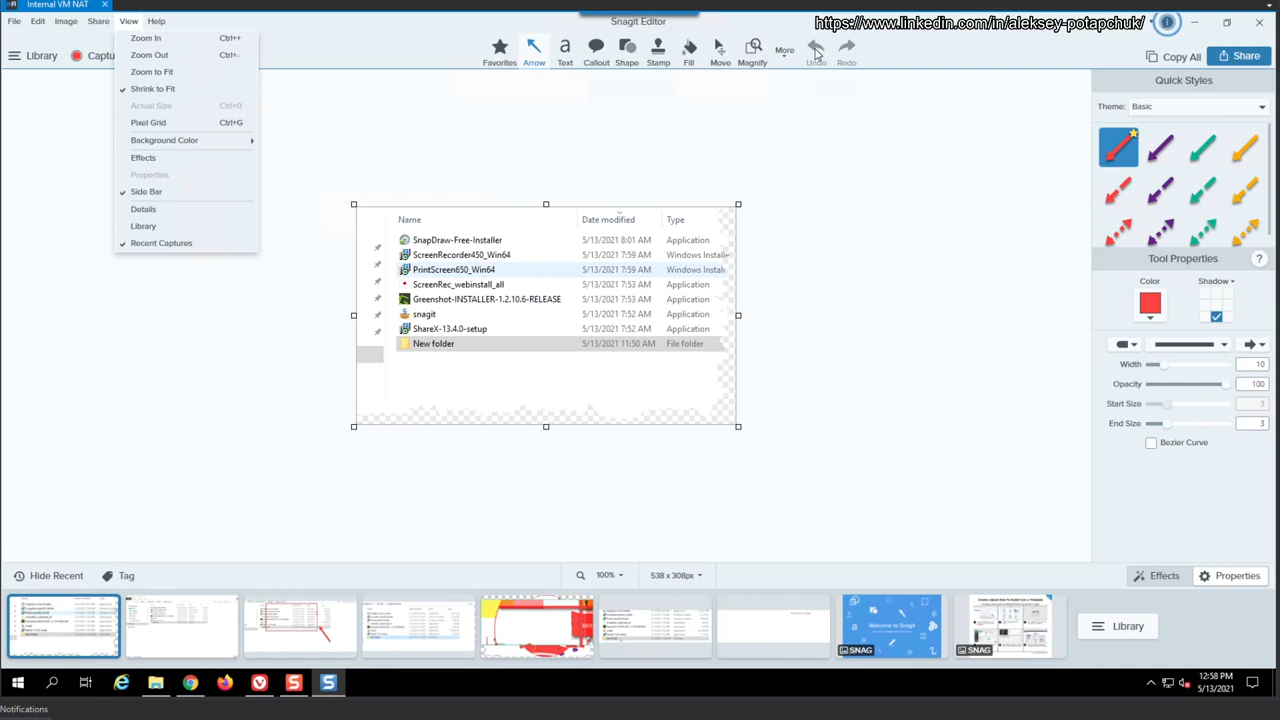 Internal VM NAT
File Edit Image Share View Help
Snagit Editor
https://www.linkedin.com/in/aleksey-potapchuk/
Library
Captu
Favorites Arrow Text Callout Shape Stamp Fill Move Magnify More Undo Redo
Copy All
Share
Zoom In Ctrl++
Zoom Out Ctrl+-
Zoom to Fit
Shrink to Fit
Actual Size Ctrl+0
Pixel Grid Ctrl+G
Background Color
Effects
Properties
Side Bar
Details
Library
Recent Captures
Name Date modified Type
SnapDraw-Free-Installer 5/13/2021 8:01 AM Application
ScreenRecorder450_Win64 5/13/2021 7:59 AM Windows Install
PrintScreen650_Win64 5/13/2021 7:59 AM Windows Install
ScreenRec_webinstall_all 5/13/2021 7:53 AM Application
Greenshot-INSTALLER-1.2.10.6-RELEASE 5/13/2021 7:53 AM Application
snagit 5/13/2021 7:52 AM Application
ShareX-13.4.0-setup 5/13/2021 7:52 AM Application
New folder 5/13/2021 11:50 AM File folder
Quick Styles
Theme: Basic
Tool Properties ?
Color Shadow
Width 10
Opacity 100
Start Size 3
End Size 3
Bezier Curve
Hide Recent Tag 100% 538 x 308px Effects Properties
Welcome to Snagit
SNAG
SNAG
Library
12:58 PM
5/13/2021
Notifications